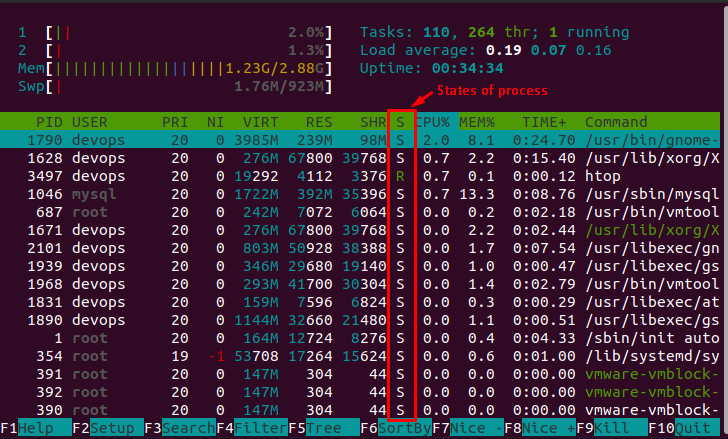 1 [|| 2.0%] Tasks: 110, 264 thr; 1 running
2 [| 1.3%] Load average: 0.19 0.07 0.16
Mem[|||||||||||||||||||1.23G/2.88G] Uptime: 00:34:34
Swp[| 1.76M/923M]
States of process
PID USER PRI NI VIRT RES SHR S CPU% MEM% TIME+ Command
1790 devops 20 0 3985M 239M 98M S 2.0 8.1 0:24.70 /usr/bin/gnome-
1628 devops 20 0 276M 67800 39768 S 0.7 2.2 0:15.40 /usr/lib/xorg/X
3497 devops 20 0 19292 4112 3376 R 0.7 0.1 0:00.12 htop
1046 mysql 20 0 1722M 392M 35396 S 0.7 13.3 0:08.76 /usr/sbin/mysql
687 root 20 0 242M 7072 6064 S 0.0 0.2 0:02.18 /usr/bin/vmtool
1671 devops 20 0 276M 67800 39768 S 0.0 2.2 0:00.24 /usr/lib/xorg/X
2101 devops 20 0 803M 50928 38388 S 0.0 1.7 0:07.54 /usr/libexec/gn
1939 devops 20 0 346M 29680 19140 S 0.0 1.0 0:00.47 /usr/libexec/gs
1968 devops 20 0 293M 41700 30304 S 0.0 1.4 0:02.79 /usr/bin/vmtool
1831 devops 20 0 159M 7596 6824 S 0.0 0.3 0:00.29 /usr/libexec/at
1890 devops 20 0 1144M 32660 21480 S 0.0 1.1 0:00.51 /usr/libexec/gs
1 root 20 0 164M 12724 8276 S 0.0 0.4 0:04.33 /sbin/init auto
354 root 19 -1 53708 17264 15624 S 0.0 0.6 0:01.00 /lib/systemd/sy
391 root 20 0 147M 304 44 S 0.0 0.0 0:00.00 vmware-vmblock-
392 root 20 0 147M 304 44 S 0.0 0.0 0:00.00 vmware-vmblock-
390 root 20 0 147M 304 44 S 0.0 0.0 0:00.00 vmware-vmblock-
F1Help F2Setup F3SearchF4FilterF5Tree F6SortByF7Nice -F8Nice +F9Kill F10Quit